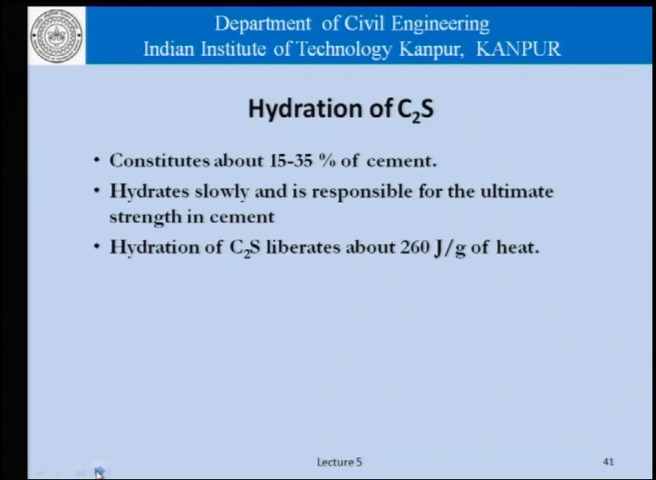 Department of Civil Engineering
Indian Institute of Technology Kanpur, KANPUR
Hydration of C₂S
• Constitutes about 15-35 % of cement.
• Hydrates slowly and is responsible for the ultimate
strength in cement
• Hydration of C₂S liberates about 260 J/g of heat.
Lecture 5
41